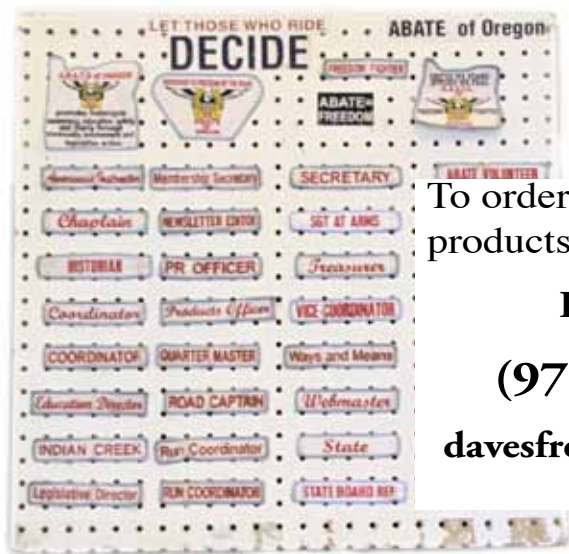 LET THOSE WHO RIDE
DECIDE
ABATE of Oregon
FREEDOM FIGHTER
ABATE=
FREEDOM
Membership Secretary
SECRETARY
ABATE VOLUNTEER
Chaplain
NEWSLETTER EDITOR
SGT AT ARMS
HISTORIAN
PR OFFICER
Treasurer
Coordinator
Products Officer
VICE COORDINATOR
COORDINATOR
QUARTER MASTER
Ways and Means
Education Director
ROAD CAPTAIN
Webmaster
INDIAN CREEK
Run Coordinator
State
Legislative Director
RUN COORDINATOR
STATE BOARD REP
To order
products
(97
davesfro